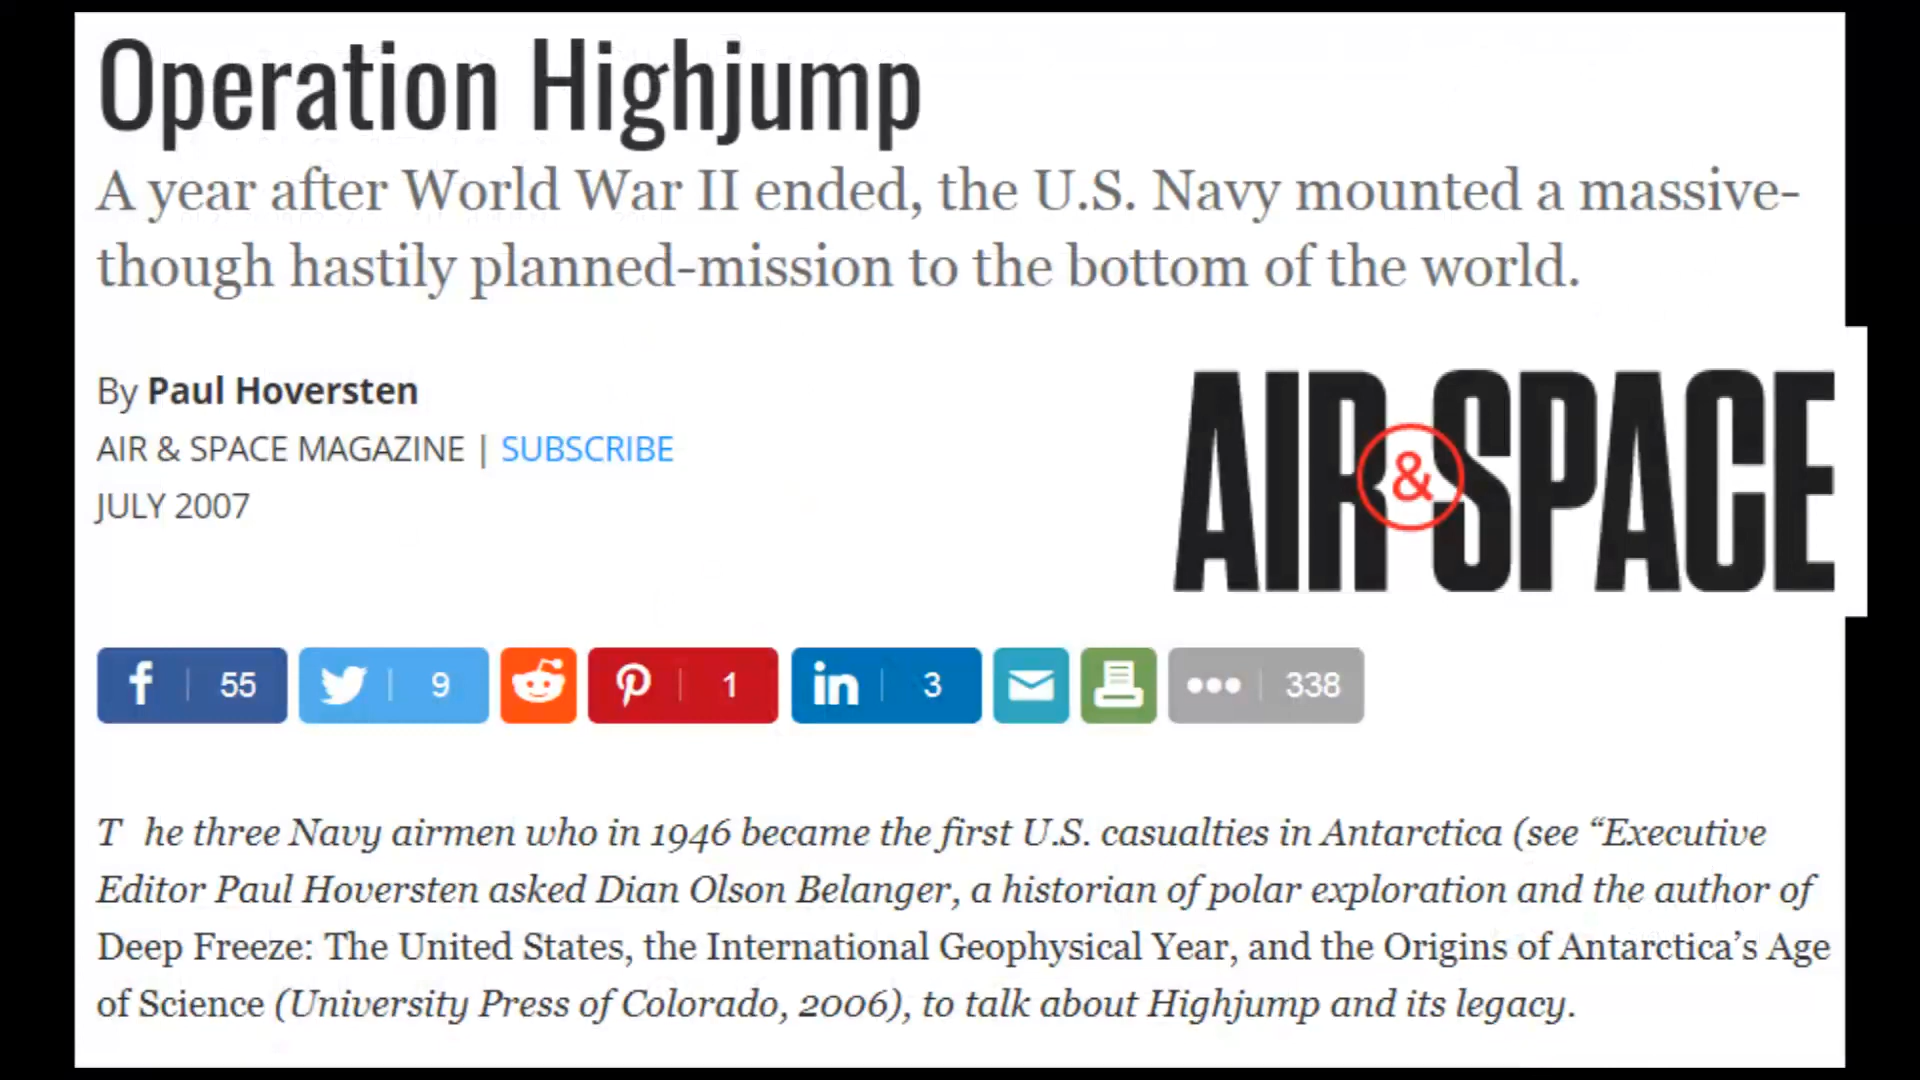 Operation Highjump
A year after World War II ended, the U.S. Navy mounted a massive-
though hastily planned-mission to the bottom of the world.
By Paul Hoversten
AIR & SPACE MAGAZINE | SUBSCRIBE
JULY 2007
AIR & SPACE
f 55 9 1 in 3 338
T he three Navy airmen who in 1946 became the first U.S. casualties in Antarctica (see “Executive
Editor Paul Hoversten asked Dian Olson Belanger, a historian of polar exploration and the author of
Deep Freeze: The United States, the International Geophysical Year, and the Origins of Antarctica’s Age
of Science (University Press of Colorado, 2006), to talk about Highjump and its legacy.